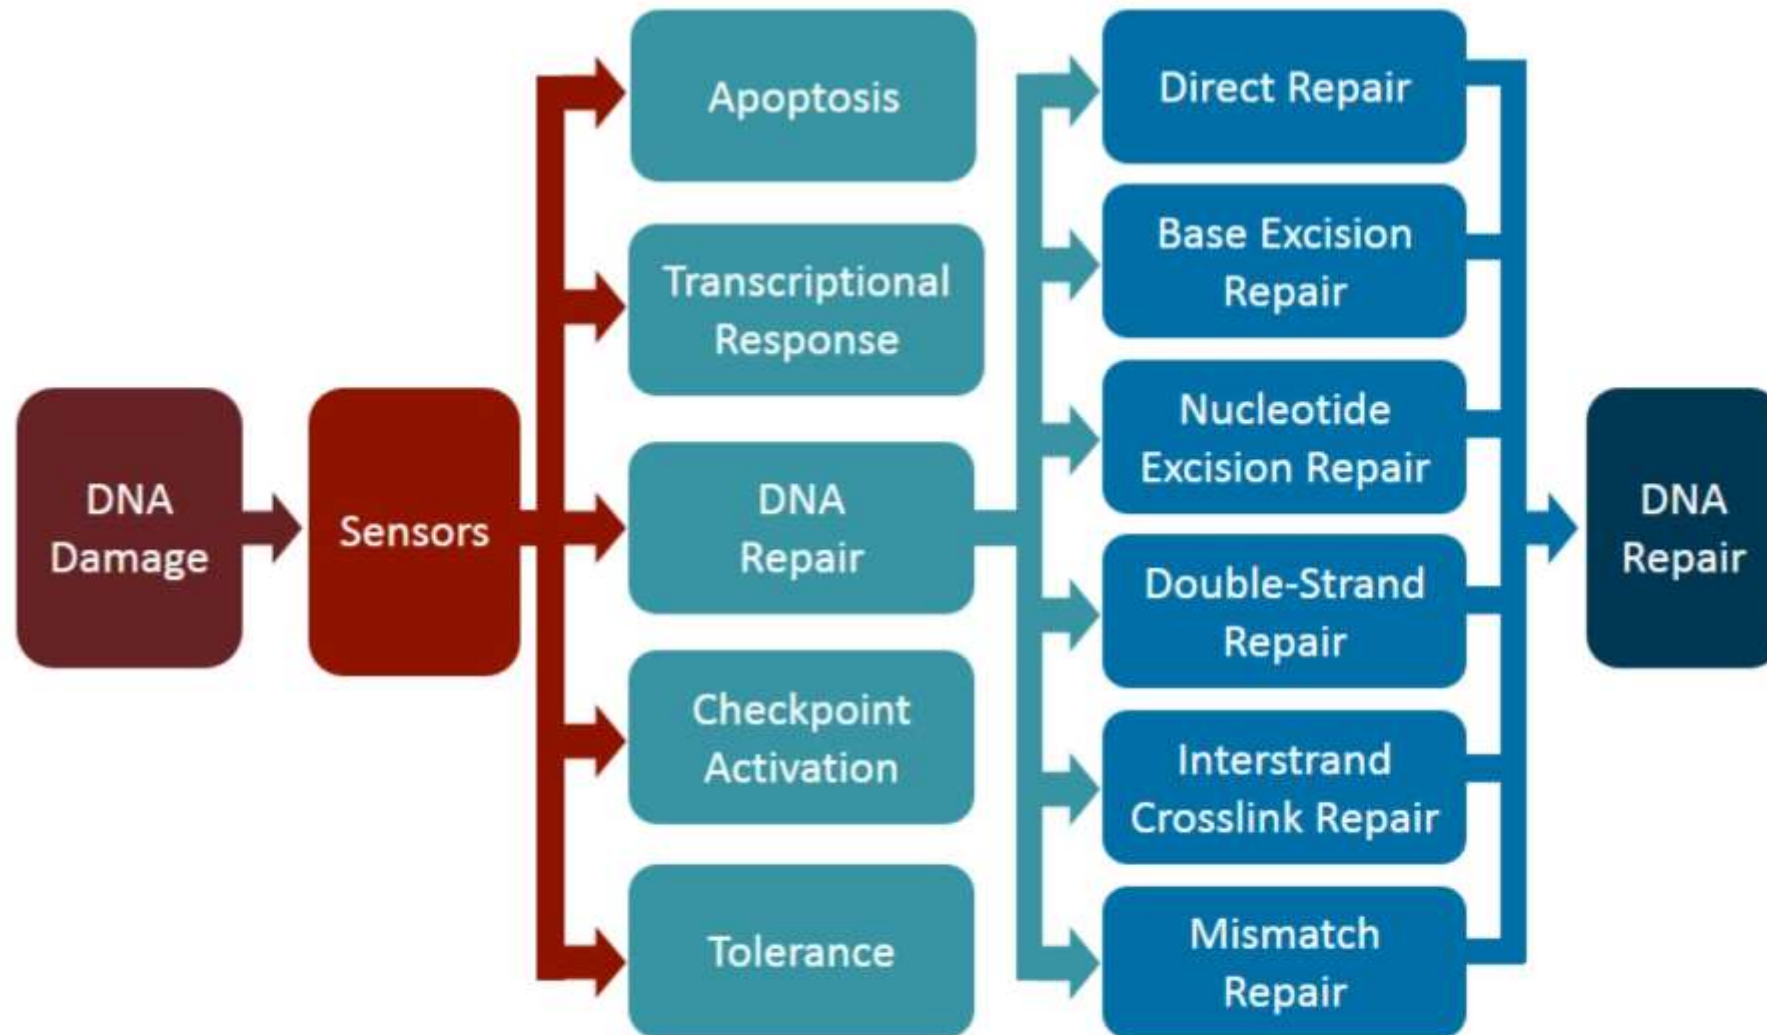 DNA
Damage
Sensors
Apoptosis
Transcriptional
Response
DNA
Repair
Checkpoint
Activation
Tolerance
Direct Repair
Base Excision
Repair
Nucleotide
Excision Repair
Double-Strand
Repair
Interstrand
Crosslink Repair
Mismatch
Repair
DNA
Repair